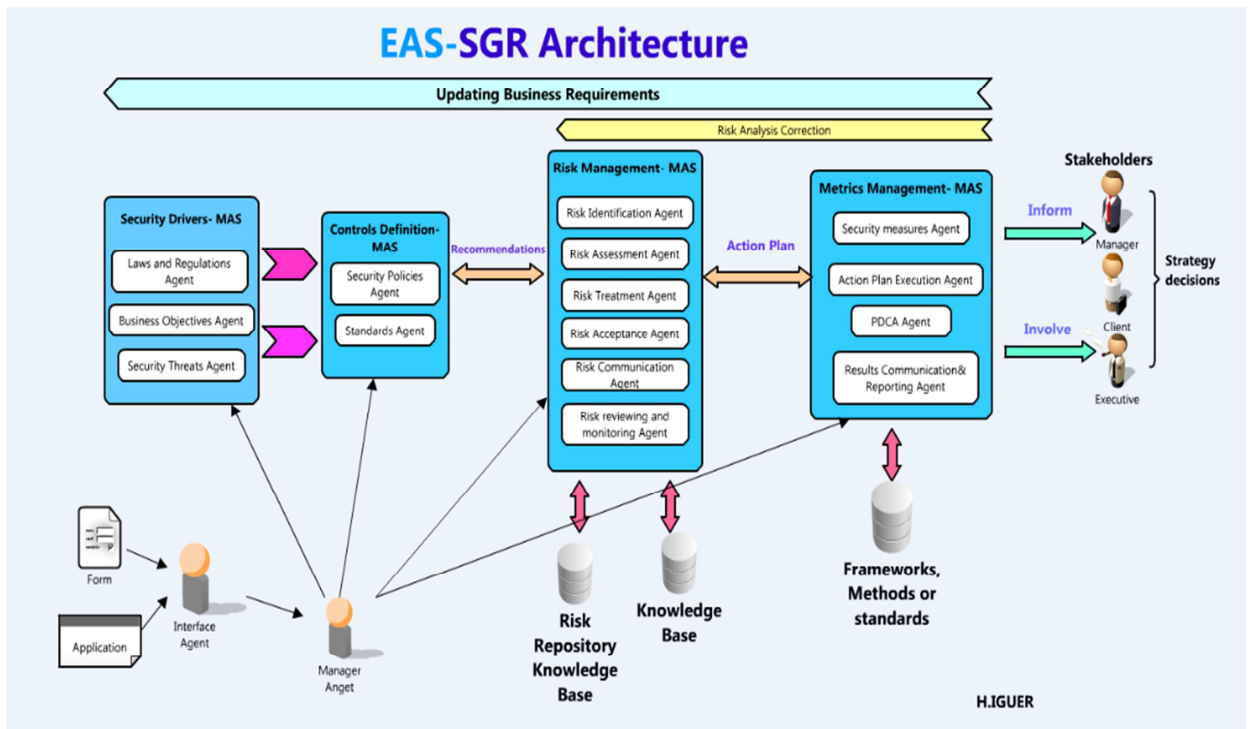 EAS-SGR Architecture
Updating Business Requirements
Risk Analysis Correction
Security Drivers- MAS
Laws and Regulations
Agent
Business Objectives Agent
Security Threats Agent
Controls Definition-
MAS
Security Policies
Agent
Standards Agent
Recommendations
Risk Management- MAS
Risk Identification Agent
Risk Assessment Agent
Risk Treatment Agent
Risk Acceptance Agent
Risk Communication
Agent
Risk reviewing and
monitoring Agent
Action Plan
Metrics Management- MAS
Security measures Agent
Action Plan Execution Agent
PDCA Agent
Results Communication&
Reporting Agent
Inform
Involve
Stakeholders
Manager
Client
Executive
Strategy
decisions
Form
Application
Interface
Agent
Manager
Anget
Risk
Repository
Knowledge
Base
Knowledge
Base
Frameworks,
Methods or
standards
H.IGUER